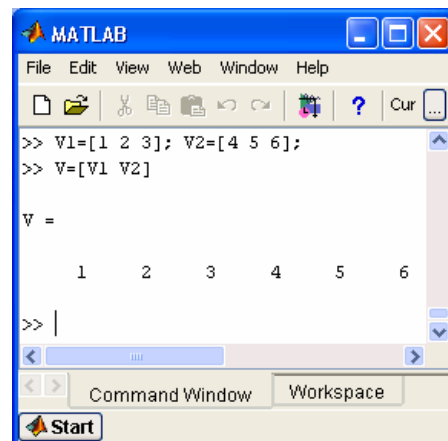 MATLAB
File Edit View Web Window Help
? Cur ...
>> V1=[1 2 3]; V2=[4 5 6];
>> V=[V1 V2]
V =
1 2 3 4 5 6
>>
Command Window Workspace
Start